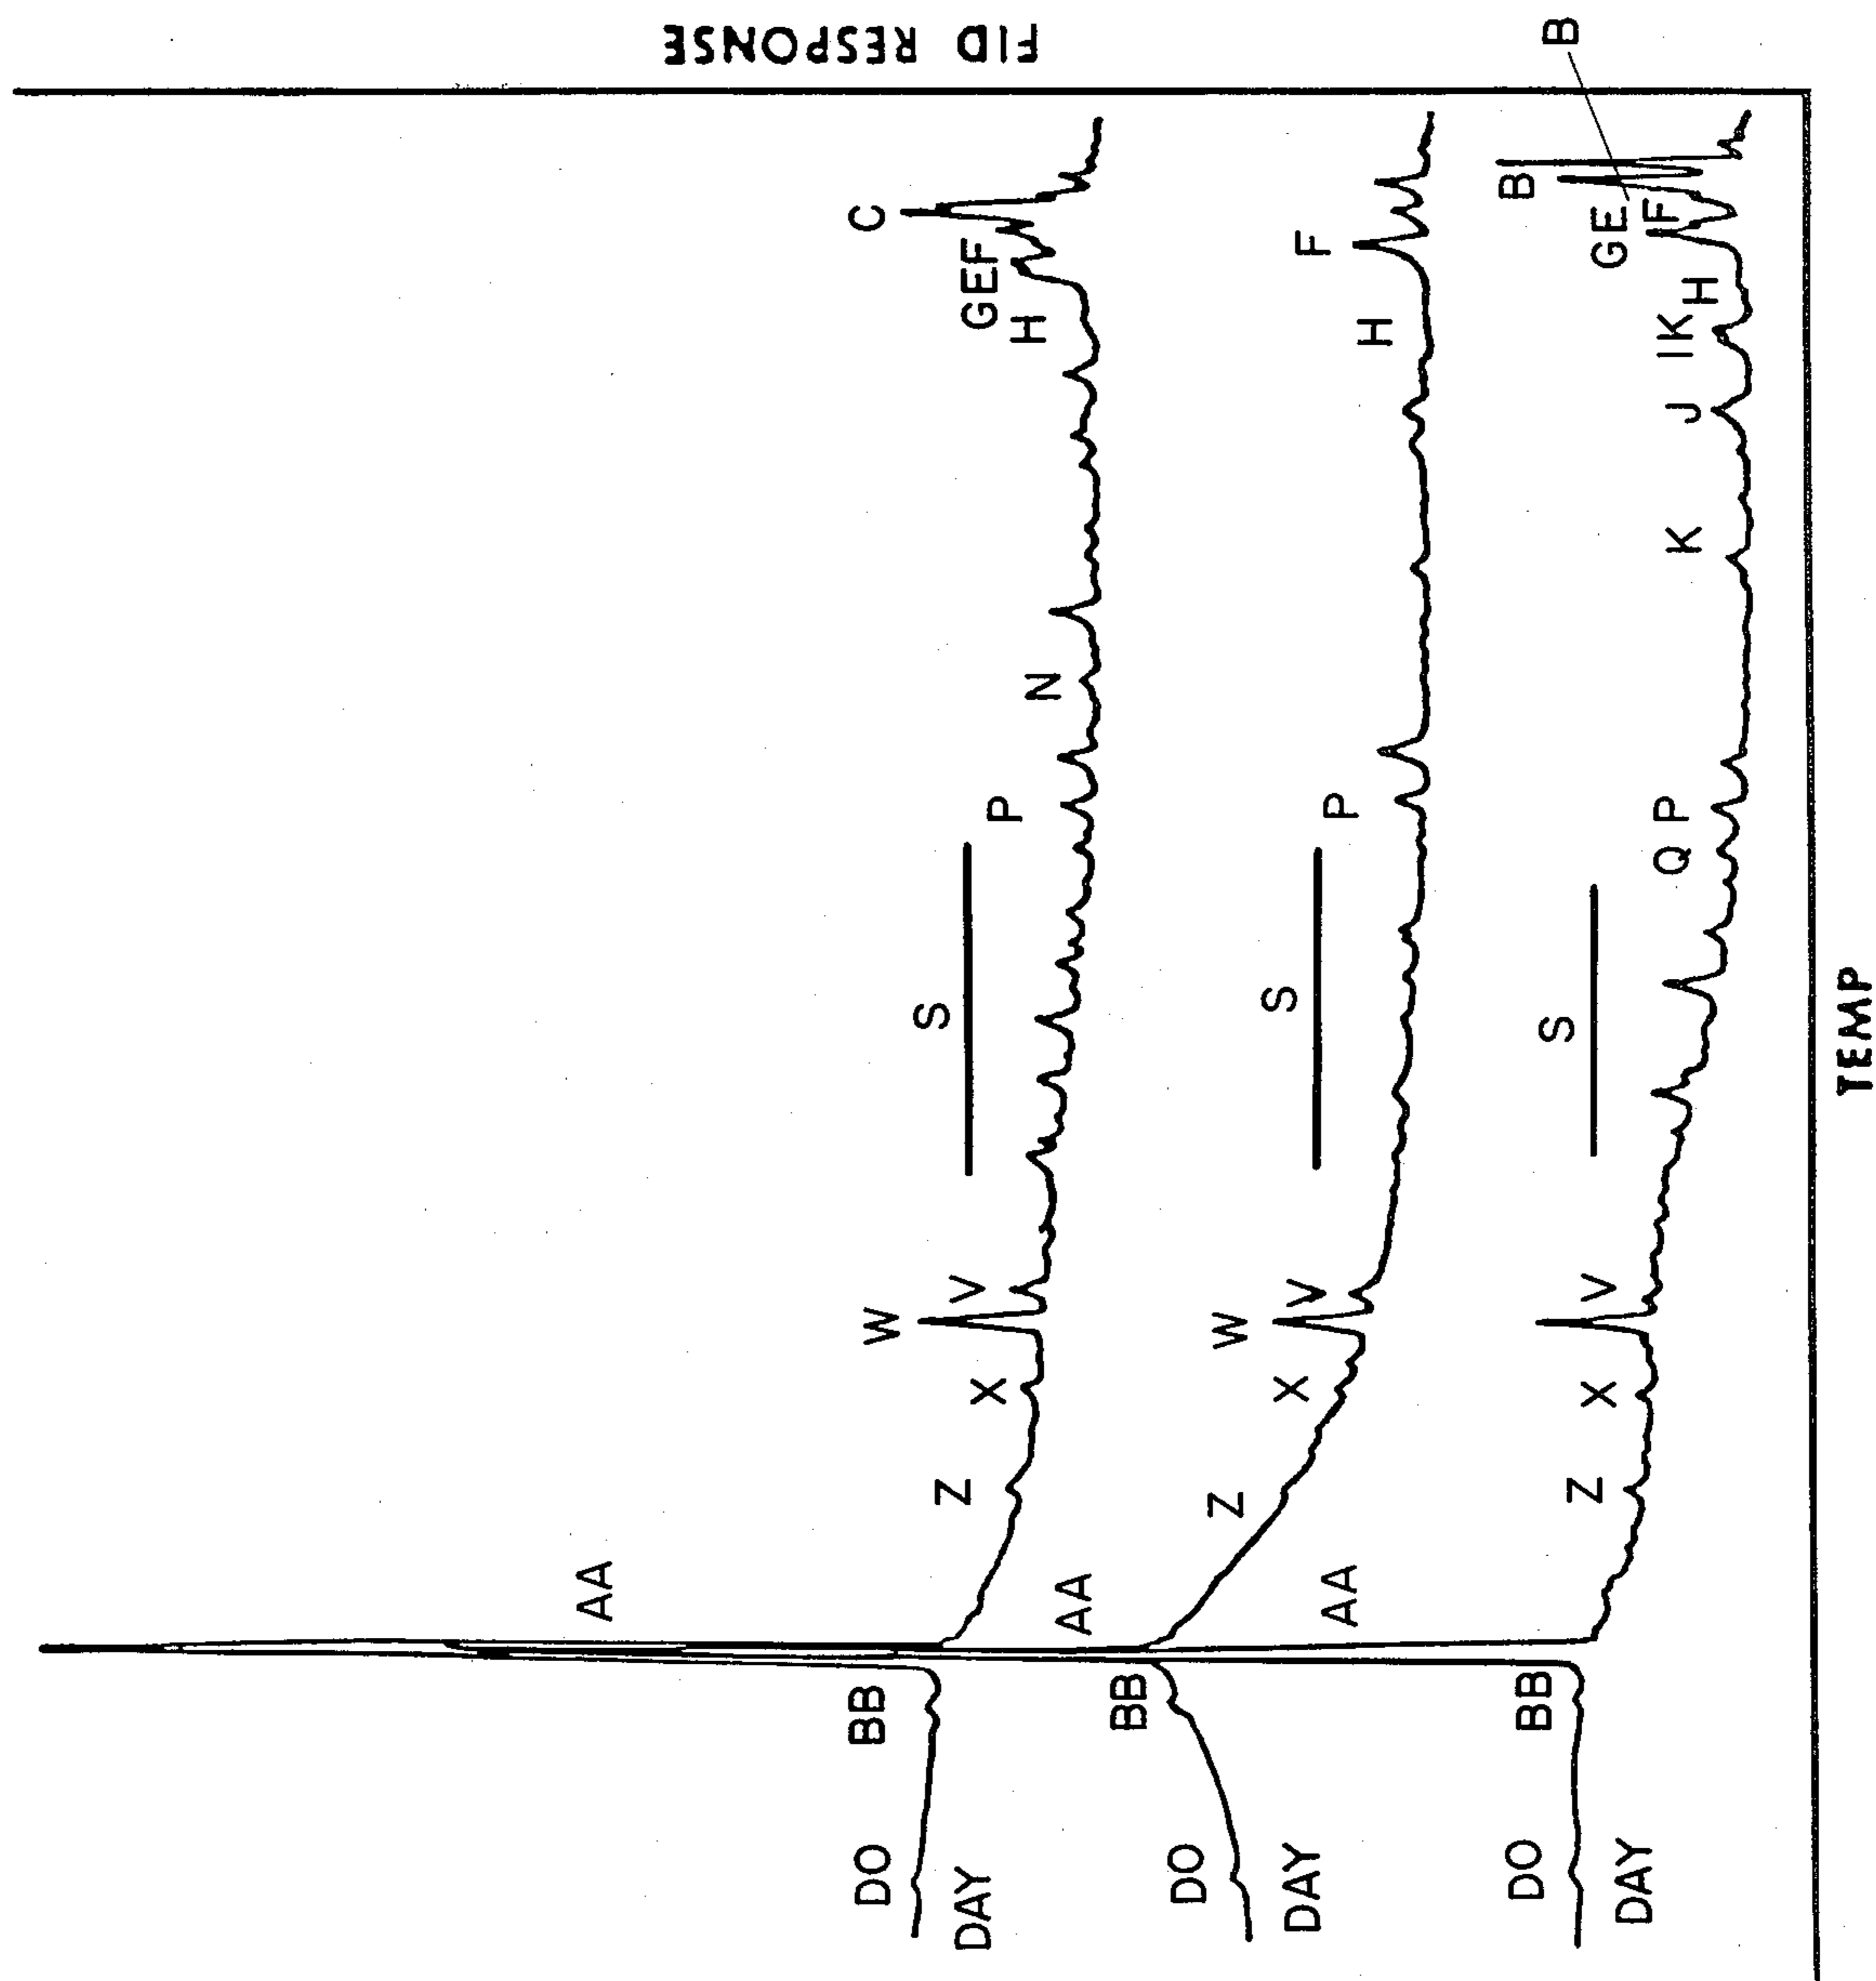 FID RESPONSE
B
C
GEF
H
N
P
S
V
W
X
Z
AA
BB
DO
DAY
F
H
P
S
V
W
X
Z
AA
BB
DO
DAY
B
GE
F
H
IK
J
K
P
Q
S
V
X
Z
AA
BB
DO
DAY
TEMP